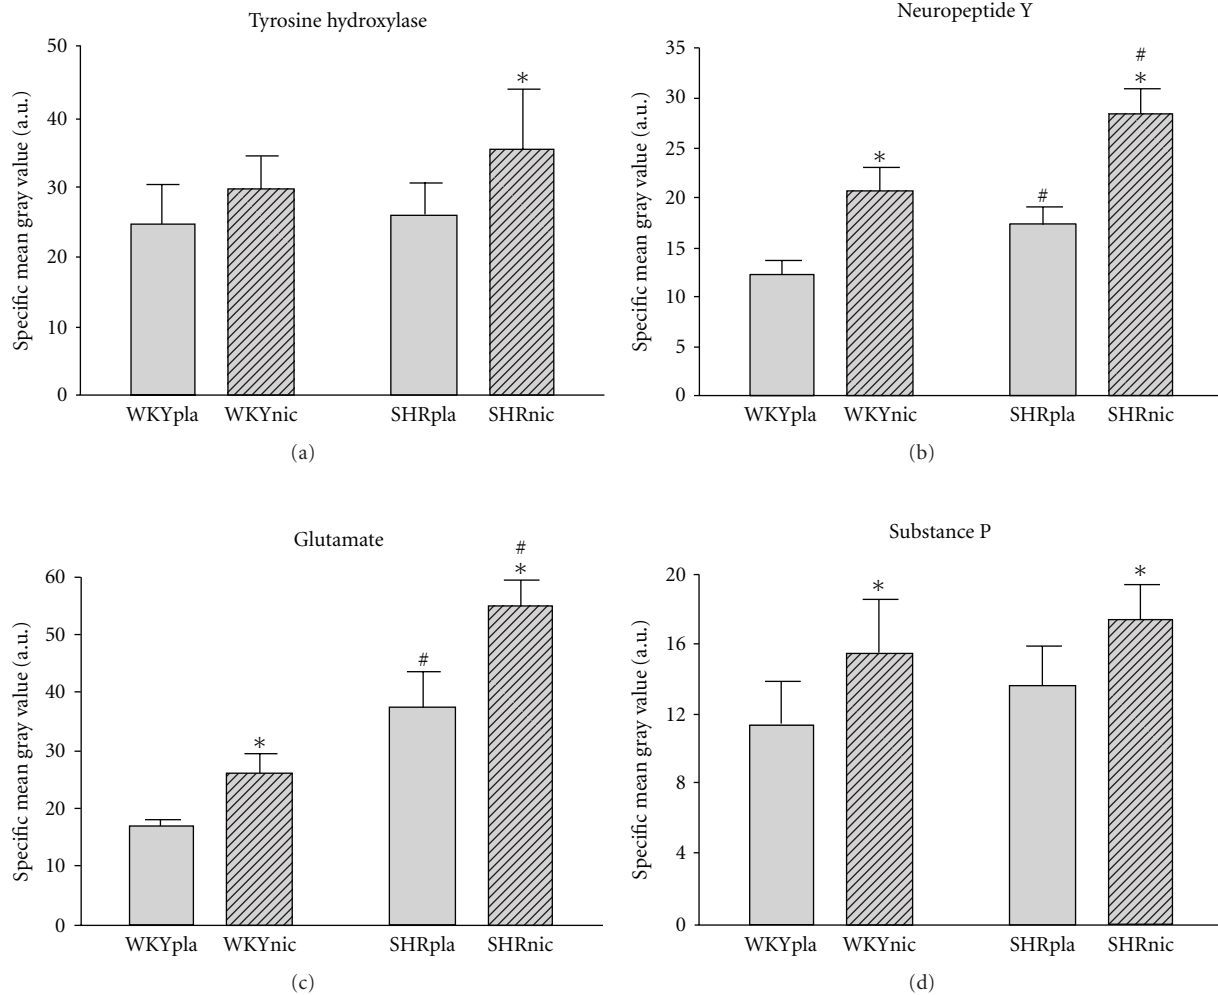 Tyrosine hydroxylase
Specific mean gray value (a.u.)
50
40
30
20
10
0
*
WKYpla WKYnic SHRpla SHRnic
(a)
Neuropeptide Y
Specific mean gray value (a.u.)
35
30
25
20
15
10
5
0
*
#
#
*
WKYpla WKYnic SHRpla SHRnic
(b)
Glutamate
Specific mean gray value (a.u.)
60
50
40
30
20
10
0
*
#
#
*
WKYpla WKYnic SHRpla SHRnic
(c)
Substance P
Specific mean gray value (a.u.)
20
16
12
8
4
0
*
*
WKYpla WKYnic SHRpla SHRnic
(d)